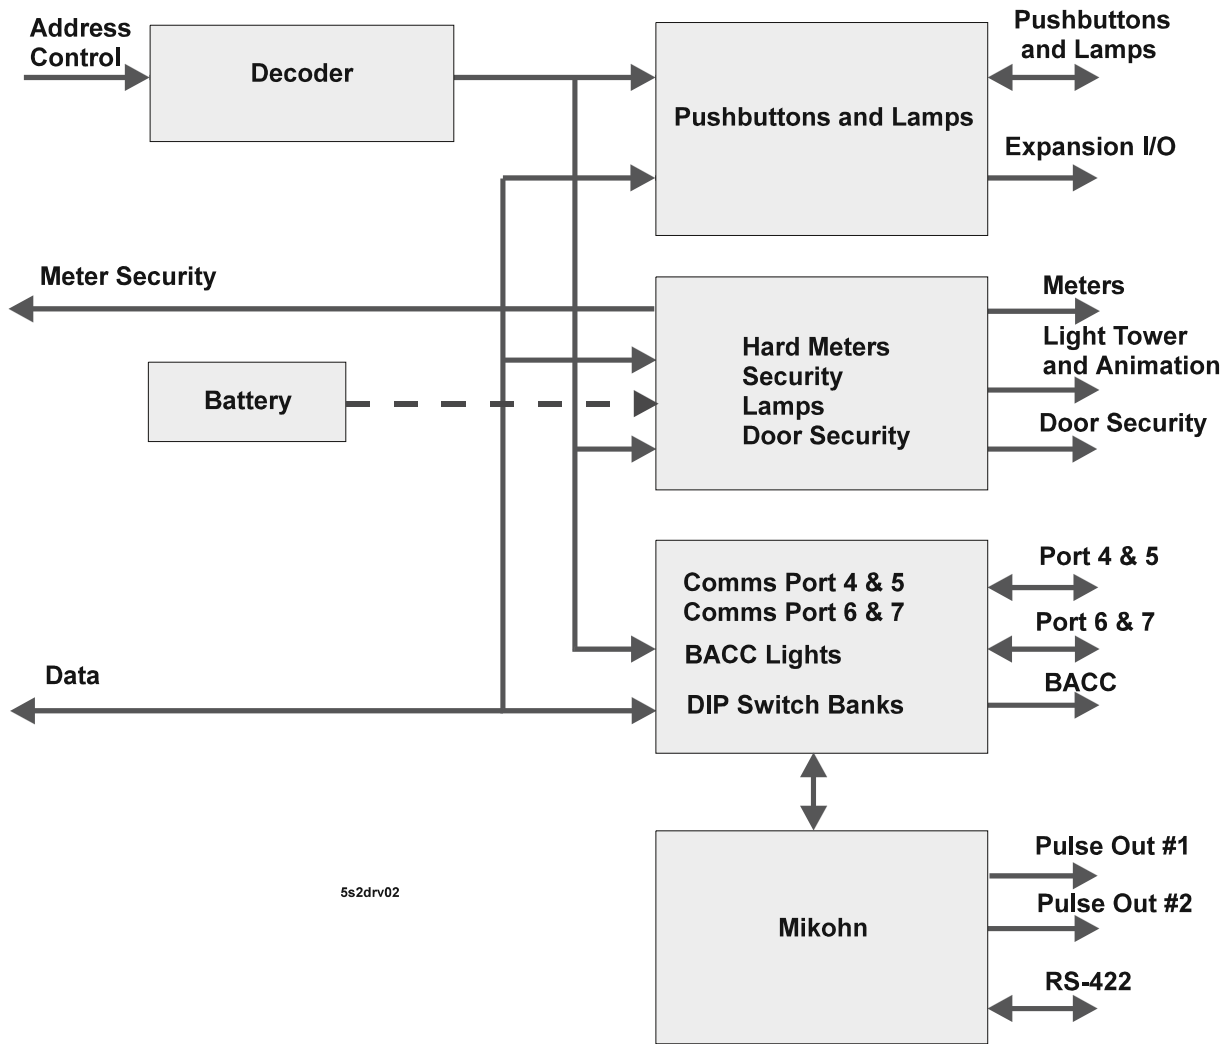 Address
Control
Decoder
Pushbuttons and Lamps
Pushbuttons
and Lamps
Expansion I/O
Meter Security
Battery
Hard Meters
Security
Lamps
Door Security
Meters
Light Tower
and Animation
Door Security
Data
Comms Port 4 & 5
Comms Port 6 & 7
BACC Lights
DIP Switch Banks
Port 4 & 5
Port 6 & 7
BACC
5s2drv02
Mikohn
Pulse Out #1
Pulse Out #2
RS-422